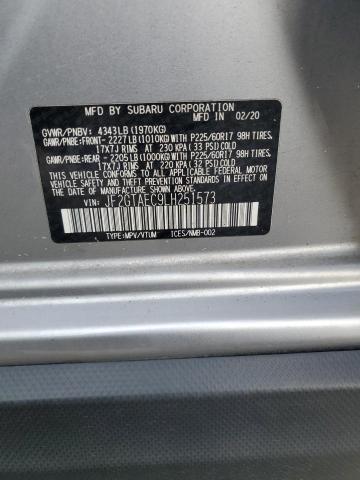 MFD BY SUBARU CORPORATION
MFD IN 02/20
GVWR/PNBV: 4343LB(1970KG)
GAWR/PNBE:FRONT-2227LB(1010KG)WITH P225/60R17 98H TIRES,
17X7J RIMS AT 230 KPA( 33 PSI)COLD
GAWR/PNBE:REAR -2205LB(1000KG)WITH P225/60R17 98H TIRES,
17X7J RIMS AT 220 KPA( 32 PSI)COLD
THIS VEHICLE CONFORMS TO ALL APPLICABLE
FEDERAL MOTOR VEHICLE SAFETY STANDARDS IN
EFFECT ON THE DATE OF MANUFACTURE SHOWN ABOVE.
VIN: JF2GTAEC9LH251573
TYPE:MPV/VTUM ICES/NMB-002